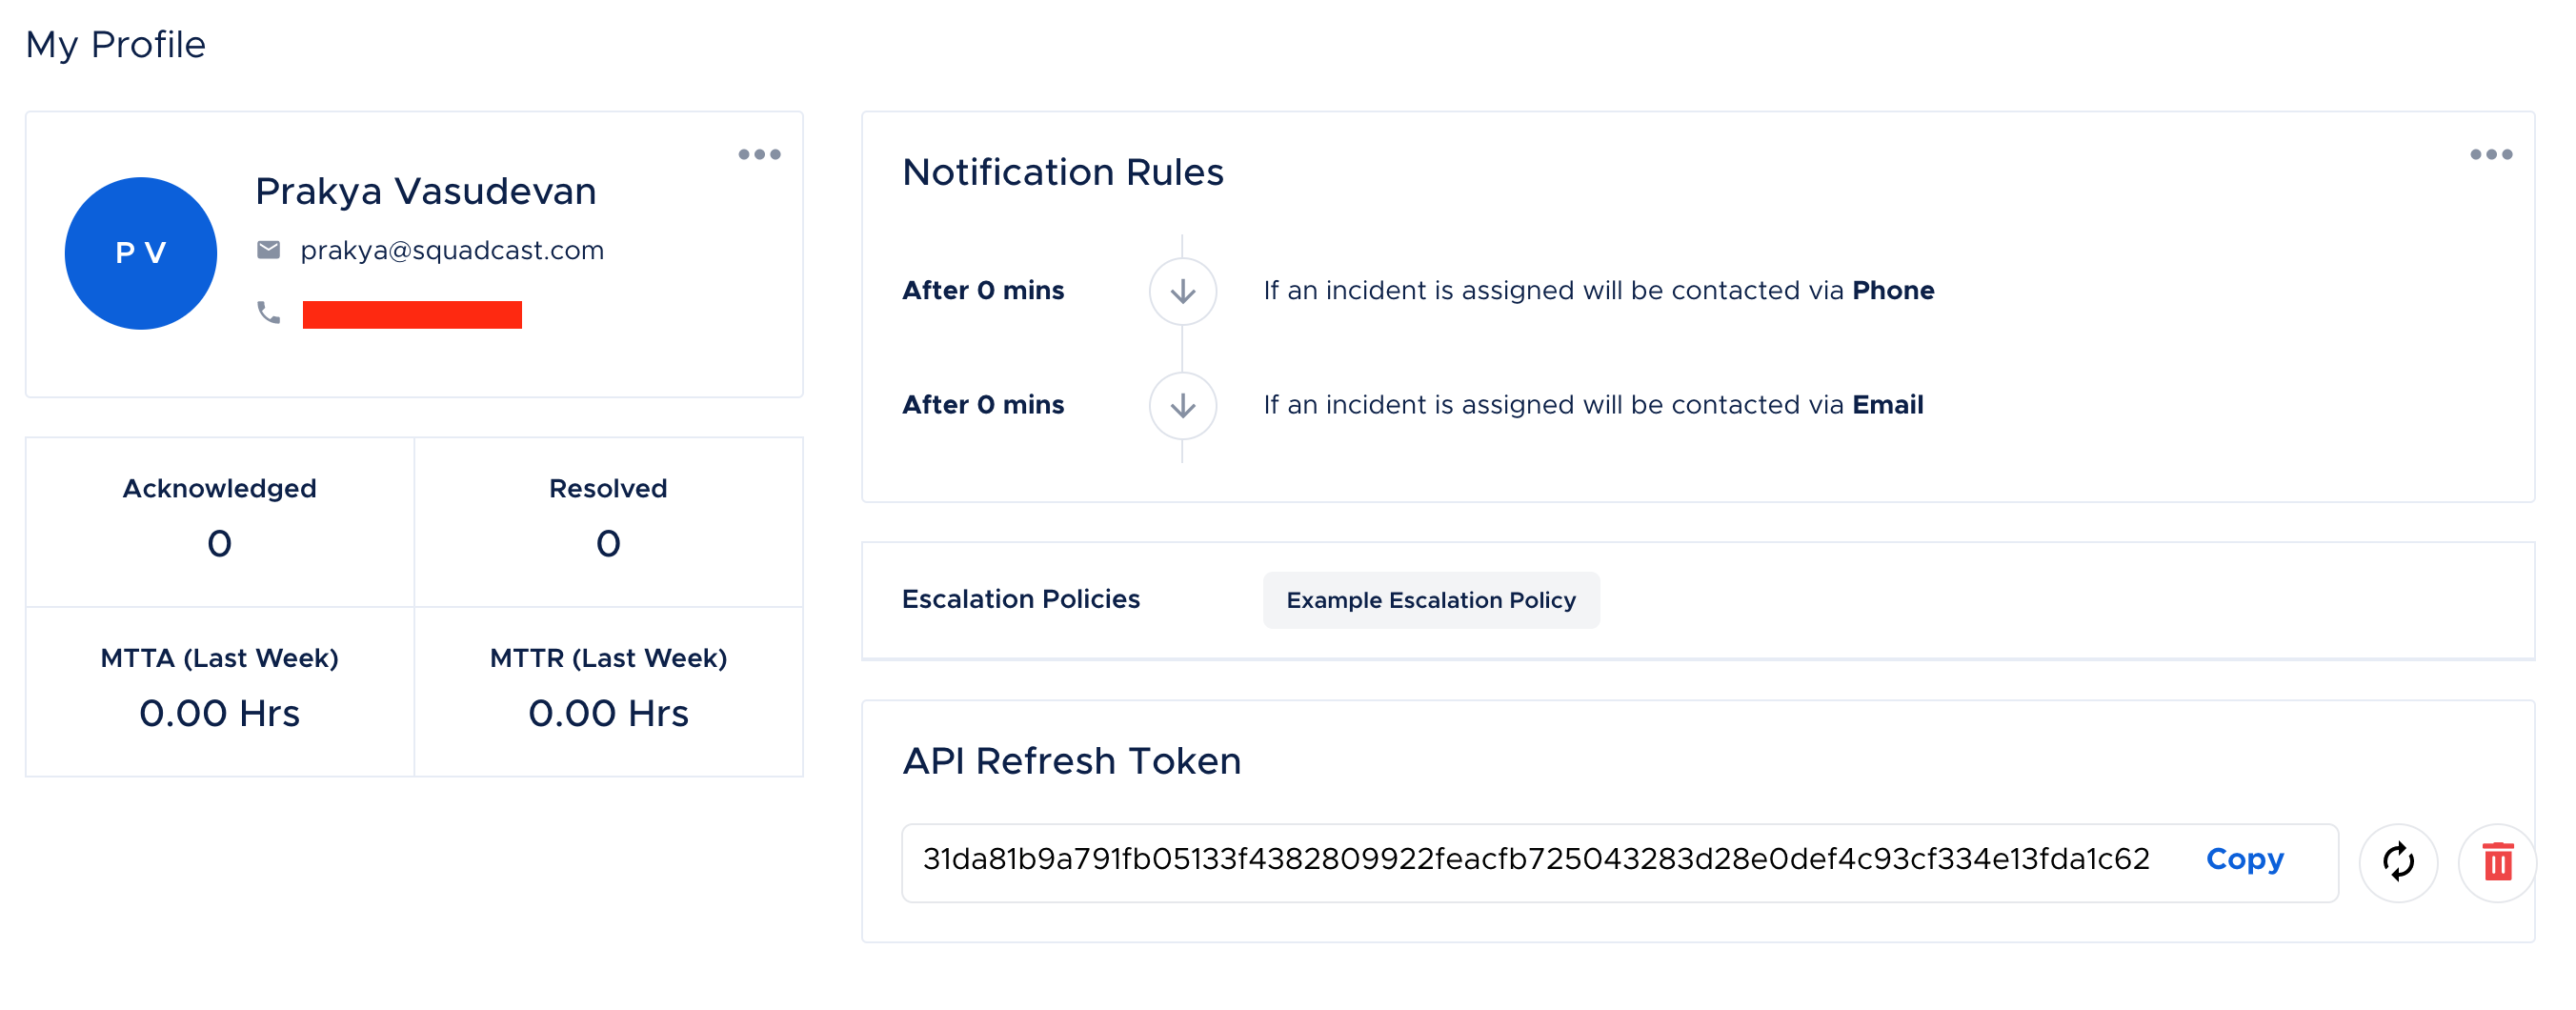 My Profile
P V
Prakya Vasudevan
prakya@squadcast.com
Acknowledged
0
Resolved
0
MTTA (Last Week)
0.00 Hrs
MTTR (Last Week)
0.00 Hrs
Notification Rules
After 0 mins If an incident is assigned will be contacted via Phone
After 0 mins If an incident is assigned will be contacted via Email
Escalation Policies Example Escalation Policy
API Refresh Token
31da81b9a791fb05133f4382809922feacfb725043283d28e0def4c93cf334e13fda1c62 Copy